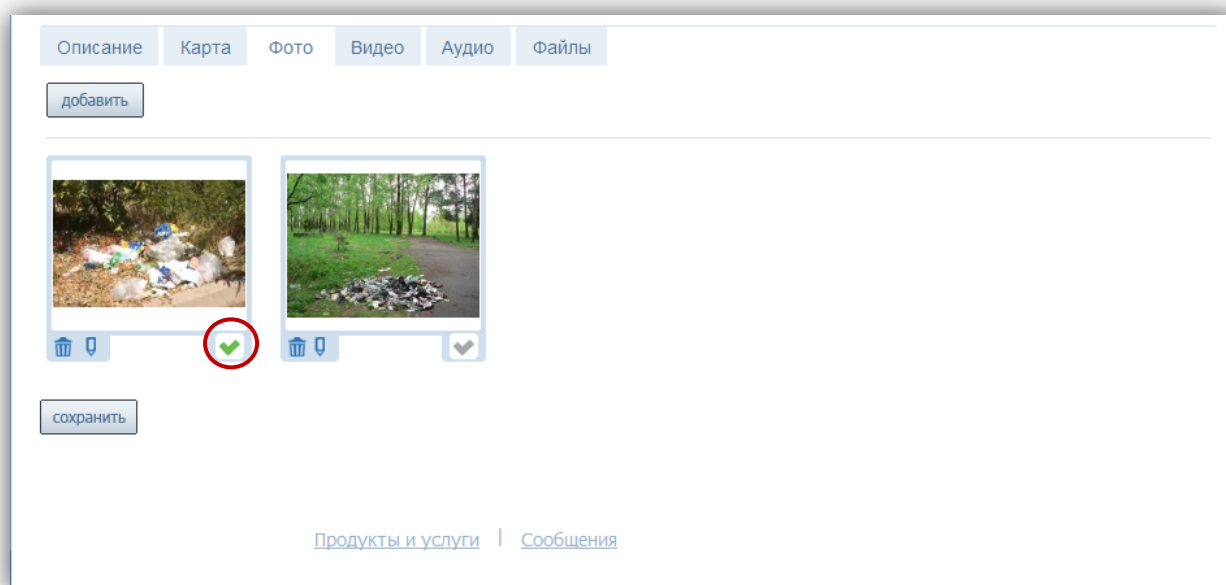 Описание Карта Фото Видео Аудио Файлы
добавить
сохранить
Продукты и услуги | Сообщения